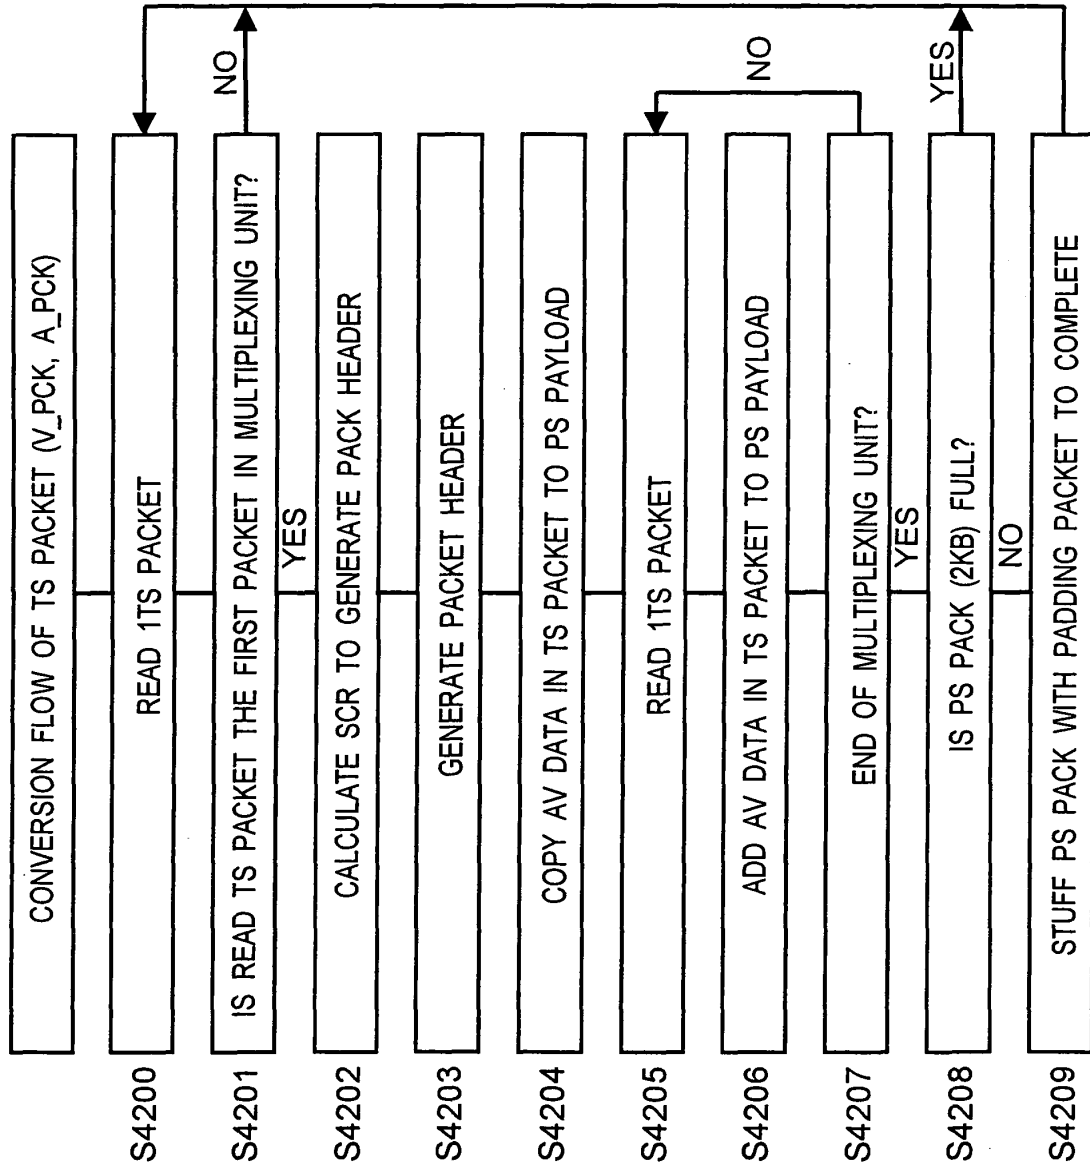 CONVERSION FLOW OF TS PACKET (V_PCK, A_PCK)
S4200
READ 1TS PACKET
S4201
IS READ TS PACKET THE FIRST PACKET IN MULTIPLEXING UNIT?
NO
YES
S4202
CALCULATE SCR TO GENERATE PACK HEADER
S4203
GENERATE PACKET HEADER
S4204
COPY AV DATA IN TS PACKET TO PS PAYLOAD
S4205
READ 1TS PACKET
S4206
ADD AV DATA IN TS PACKET TO PS PAYLOAD
NO
S4207
END OF MULTIPLEXING UNIT?
YES
S4208
IS PS PACK (2KB) FULL?
YES
NO
S4209
STUFF PS PACK WITH PADDING PACKET TO COMPLETE